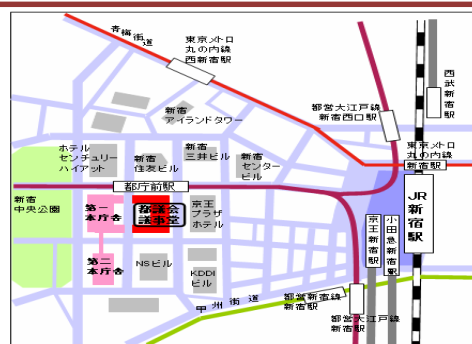 青梅街道
東京メトロ
丸の内線
西新宿駅
西武新宿駅
都営大江戸線
新宿西口駅
新宿
アイランドタワー
東京メトロ
丸の内線
新宿駅
ホテル
センチュリー
ハイアット
新宿
住友ビル
新宿
三井ビル
新宿
センター
ビル
都庁前駅
新宿
中央公園
第一
本庁舎
都議会
議事堂
京王
プラザ
ホテル
JR新宿駅
京王新宿駅
小田急新宿駅
第二
本庁舎
NSビル
KDDI
ビル
甲州街道
都営新宿線
新宿駅
都営大江戸線
新宿駅